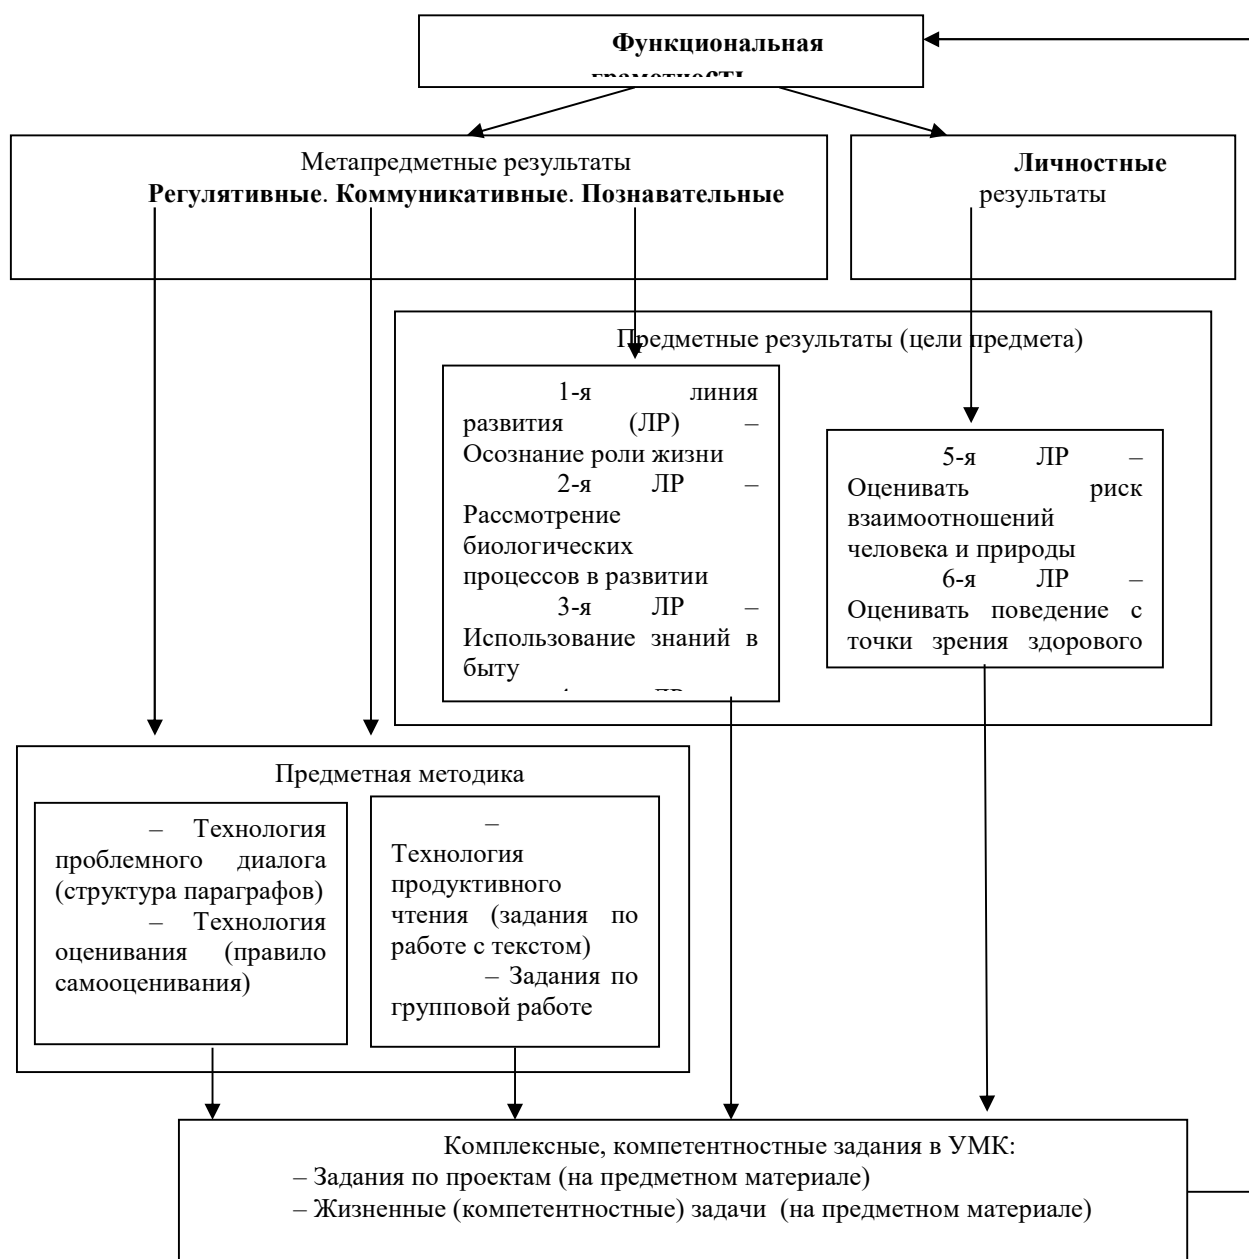 Функциональная
Метапредметные результаты
Регулятивные. Коммуникативные. Познавательные
Личностные
результаты
Предметные результаты (цели предмета)
1-я линия
развития (ЛР) –
Осознание роли жизни
2-я ЛР –
Рассмотрение
биологических
процессов в развитии
3-я ЛР –
Использование знаний в
быту
5-я ЛР –
Оценивать риск
взаимоотношений
человека и природы
6-я ЛР –
Оценивать поведение с
точки зрения здорового
Предметная методика
– Технология
проблемного диалога
(структура параграфов)
– Технология
оценивания (правило
самооценивания)
–
Технология
продуктивного
чтения (задания по
работе с текстом)
– Задания по
групповой работе
Комплексные, компетентностные задания в УМК:
– Задания по проектам (на предметном материале)
– Жизненные (компетентностные) задачи (на предметном материале)